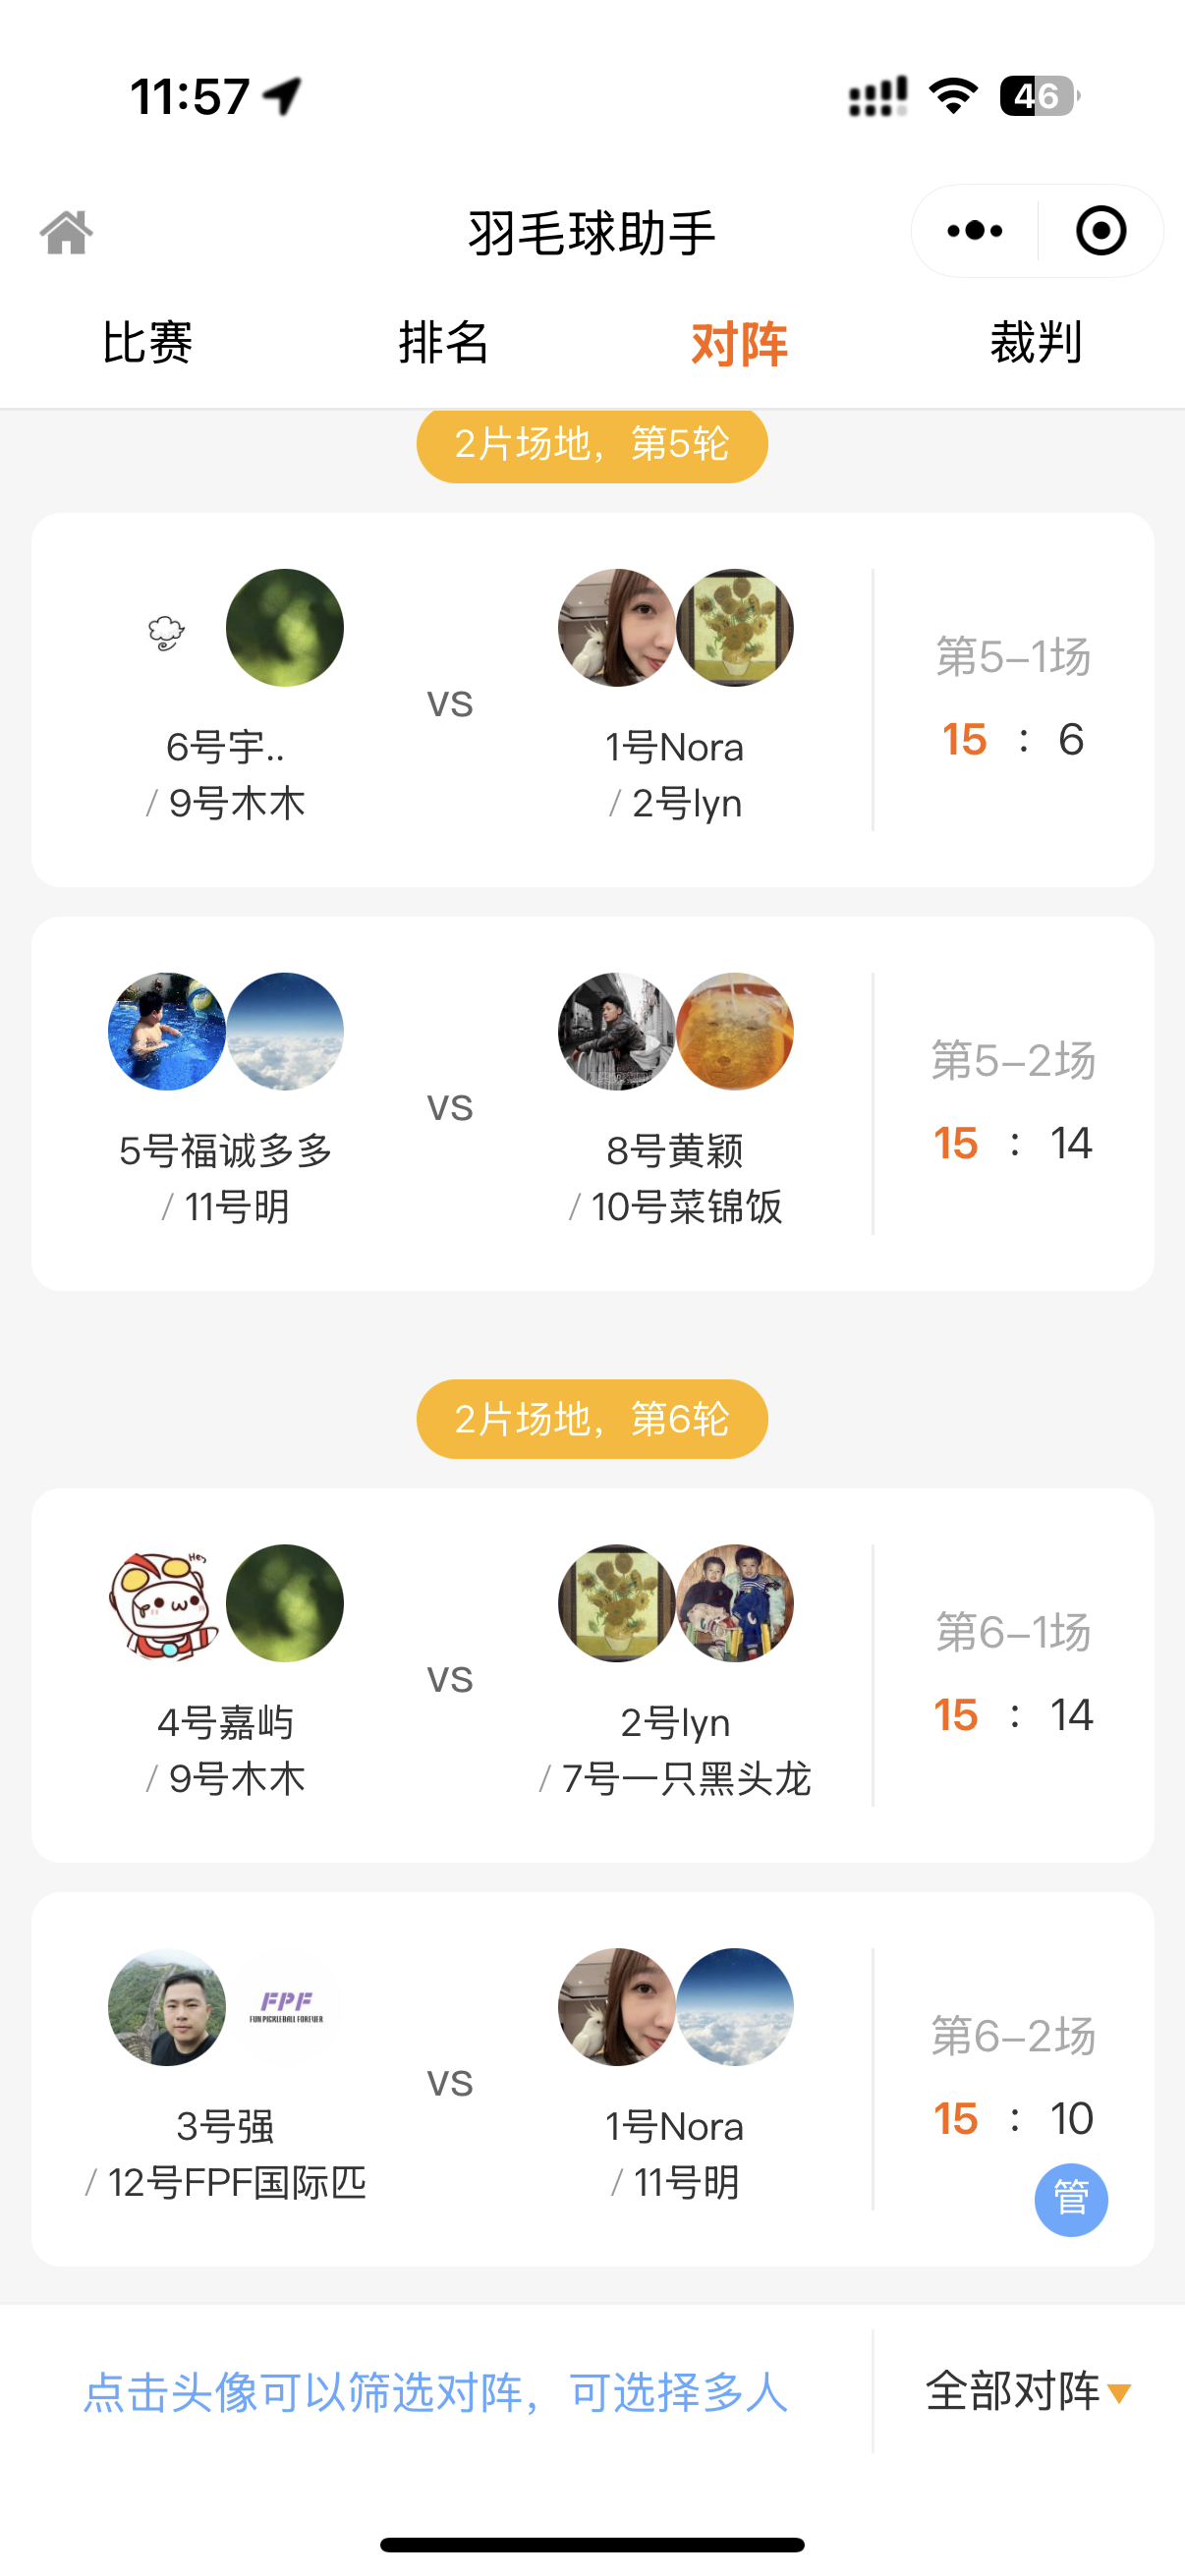 11:57
46
羽毛球助手
比赛
排名
对阵
裁判
2片场地，第5轮
6号宇..
/ 9号木木
vs
1号Nora
/ 2号lyn
第5-1场
15 : 6
5号福诚多多
/ 11号明
vs
8号黄颖
/ 10号菜锦饭
第5-2场
15 : 14
2片场地，第6轮
Hey
4号嘉屿
/ 9号木木
vs
2号lyn
/ 7号一只黑头龙
第6-1场
15 : 14
FPF
FUN PICKLEBALL FOREVER
3号强
/ 12号FPF国际匹
vs
1号Nora
/ 11号明
第6-2场
15 : 10
管
点击头像可以筛选对阵，可选择多人
全部对阵